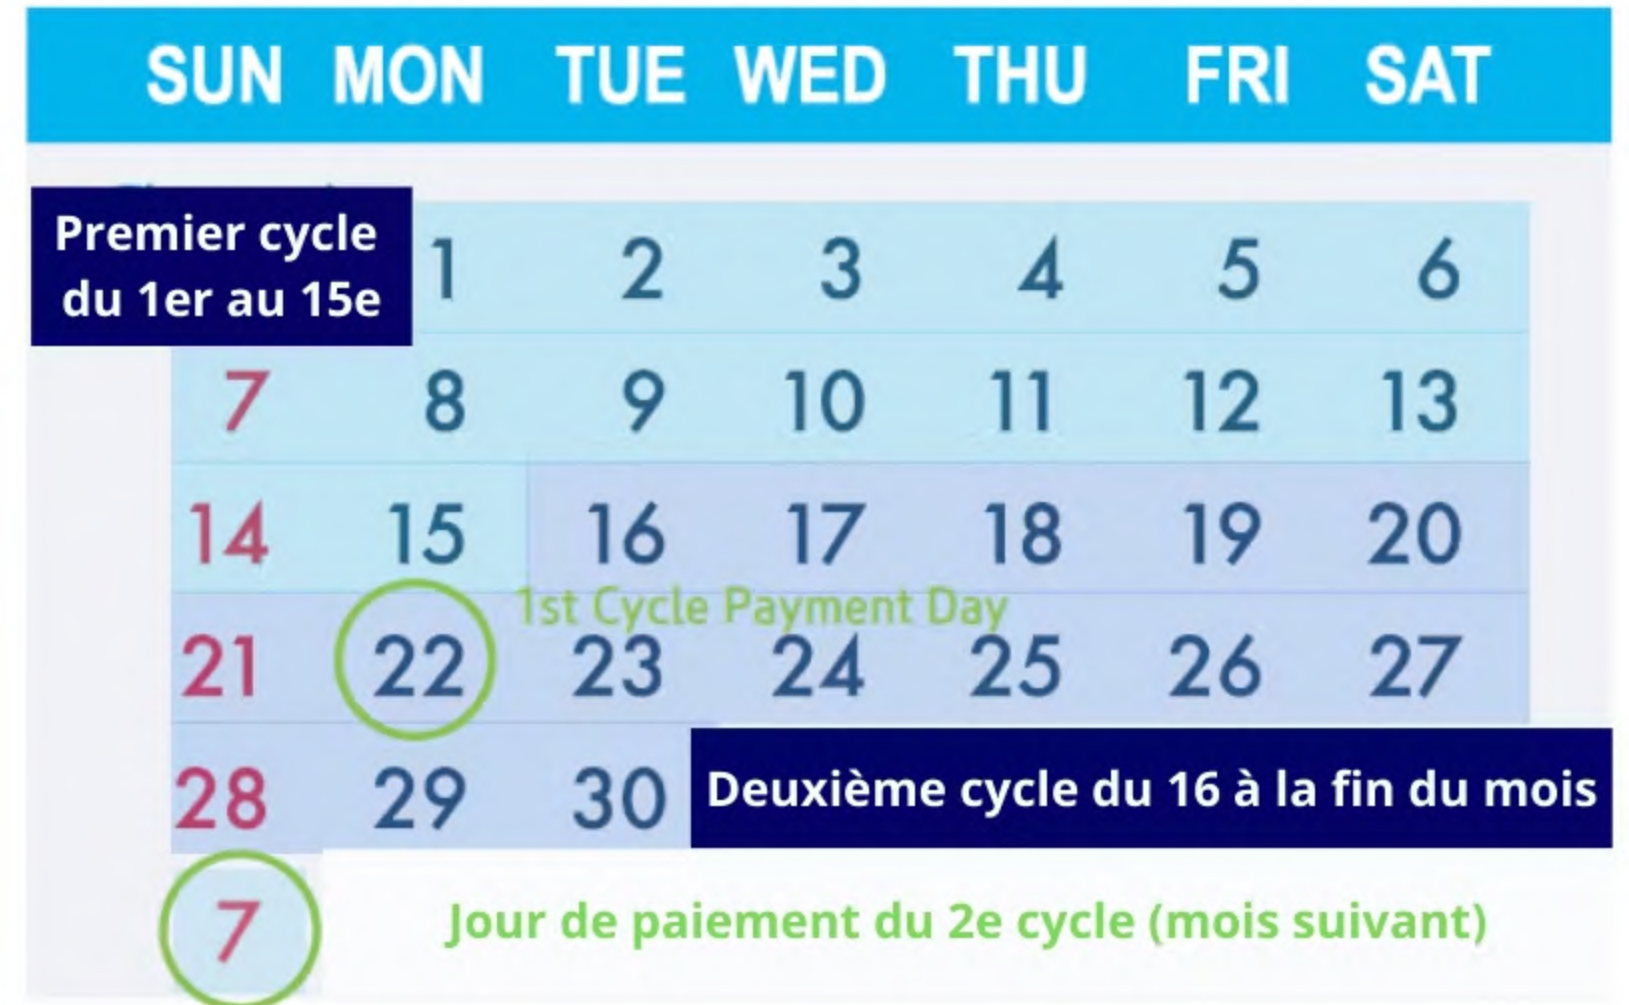 SUN MON TUE WED THU FRI SAT
Premier cycle
du 1er au 15e
1 2 3 4 5 6
7 8 9 10 11 12 13
14 15 16 17 18 19 20
1st Cycle Payment Day
21 22 23 24 25 26 27
28 29 30
Deuxième cycle du 16 à la fin du mois
7
Jour de paiement du 2e cycle (mois suivant)